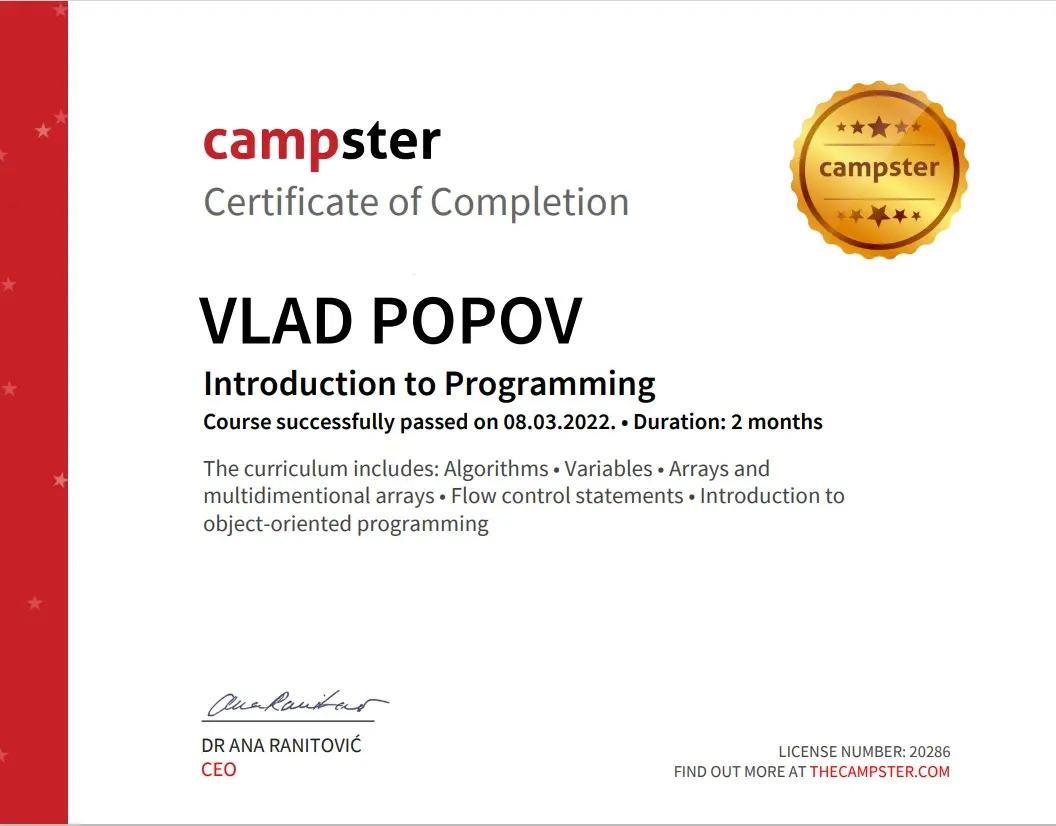 campster
Certificate of Completion
campster
VLAD POPOV
Introduction to Programming
Course successfully passed on 08.03.2022. • Duration: 2 months
The curriculum includes: Algorithms • Variables • Arrays and
multidimentional arrays • Flow control statements • Introduction to
object-oriented programming
Ana Ranitović
DR ANA RANITOVIĆ
CEO
LICENSE NUMBER: 20286
FIND OUT MORE AT THECAMPSTER.COM